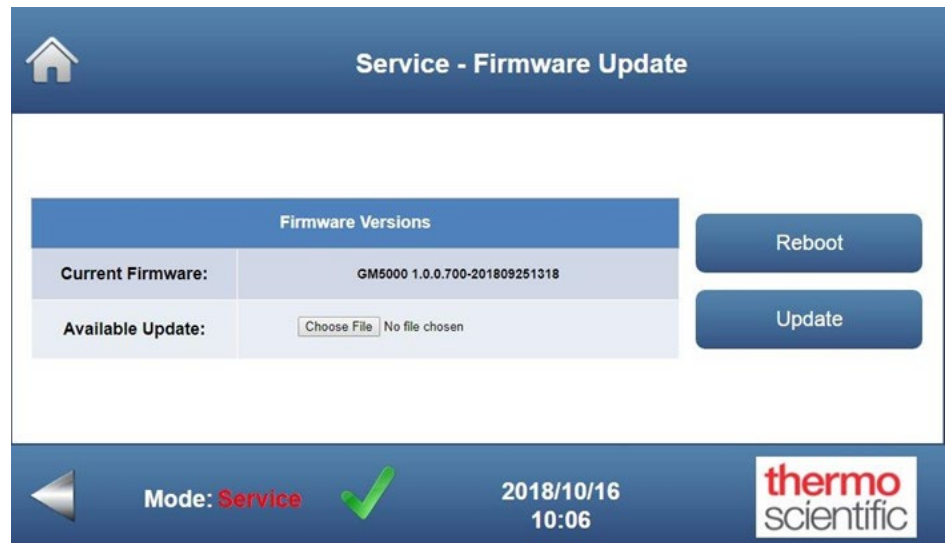 Service - Firmware Update
Firmware Versions
Current Firmware: GM5000 1.0.0.700-201809251318
Available Update: Choose File No file chosen
Reboot
Update
Mode: Service
2018/10/16
10:06
thermo
scientific